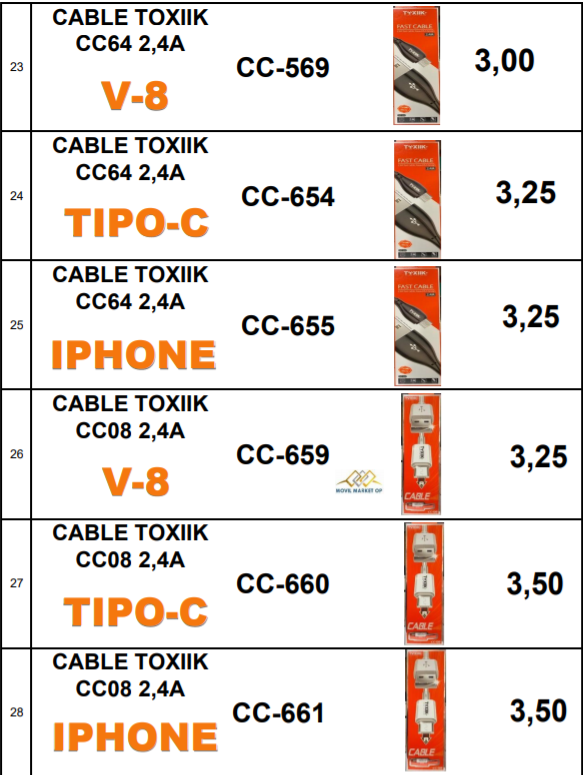 23
CABLE TOXIIK
CC64 2,4A
V-8
CC-569
TYXIIK
FAST CABLE
3,00
24
CABLE TOXIIK
CC64 2,4A
TIPO-C
CC-654
TYXIIK
FAST CABLE
3,25
25
CABLE TOXIIK
CC64 2,4A
IPHONE
CC-655
TYXIIK
FAST CABLE
3,25
26
CABLE TOXIIK
CC08 2,4A
V-8
CC-659
MOVIL MARKET OP
CABLE
3,25
27
CABLE TOXIIK
CC08 2,4A
TIPO-C
CC-660
CABLE
3,50
28
CABLE TOXIIK
CC08 2,4A
IPHONE
CC-661
CABLE
3,50